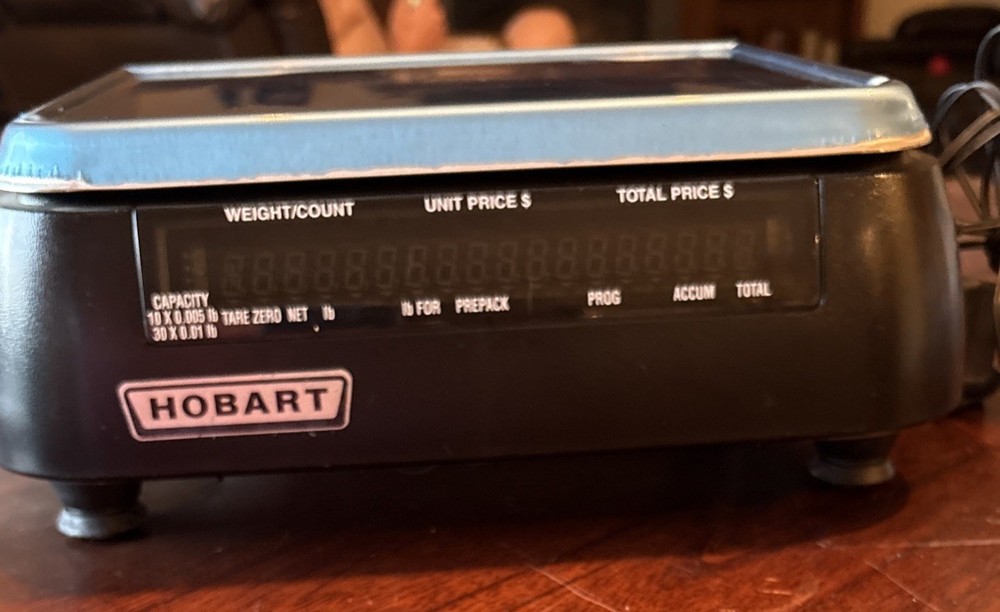 WEIGHT/COUNT UNIT PRICE $ TOTAL PRICE $
CAPACITY
10 X 0.005 lb TARE ZERO NET lb lb FOR PREPACK PROG ACCUM TOTAL
30 X 0.01 lb
HOBART